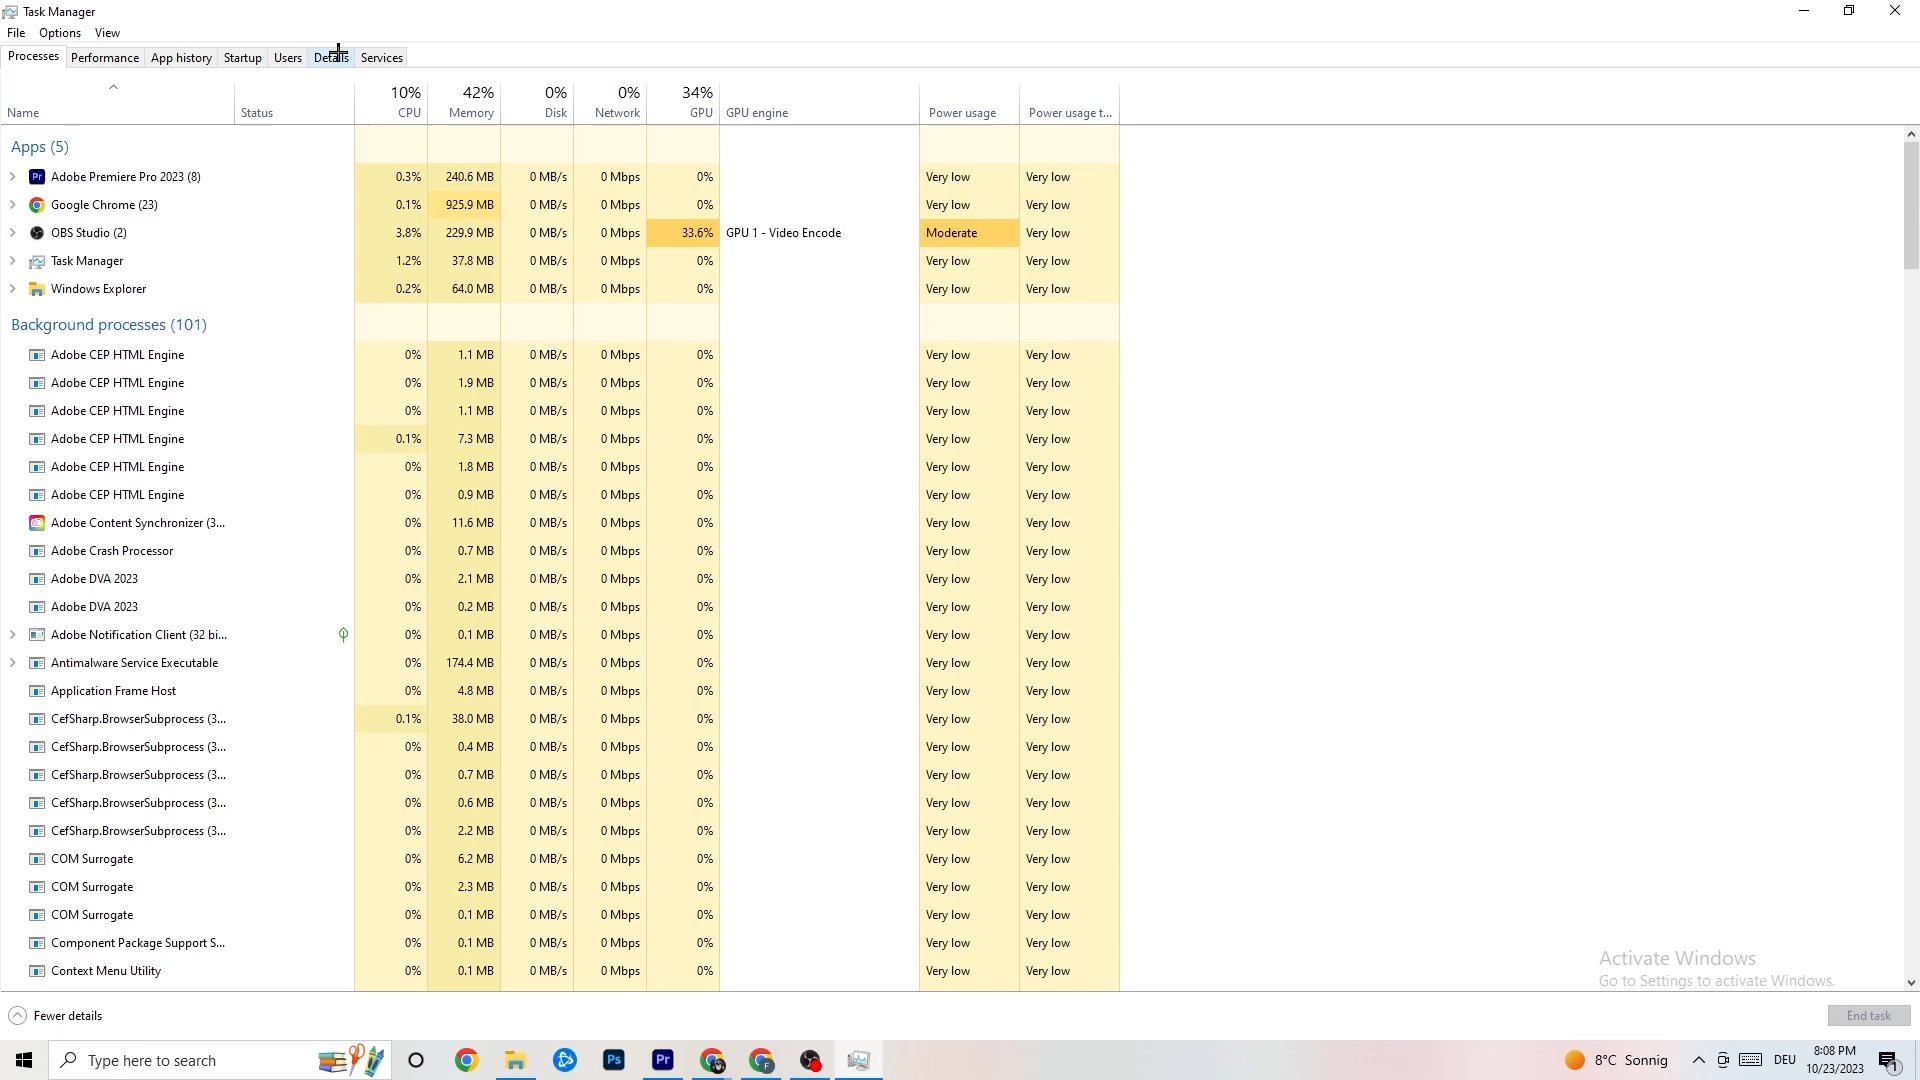 Task Manager
File Options View
Processes Performance App history Startup Users Details Services
10% 42% 0% 0% 34%
Name Status CPU Memory Disk Network GPU GPU engine Power usage Power usage t...
Apps (5)
Adobe Premiere Pro 2023 (8) 0.3% 240.6 MB 0 MB/s 0 Mbps 0% Very low Very low
Google Chrome (23) 0.1% 925.9 MB 0 MB/s 0 Mbps 0% Very low Very low
OBS Studio (2) 3.8% 229.9 MB 0 MB/s 0 Mbps 33.6% GPU 1 - Video Encode Moderate Very low
Task Manager 1.2% 37.8 MB 0 MB/s 0 Mbps 0% Very low Very low
Windows Explorer 0.2% 64.0 MB 0 MB/s 0 Mbps 0% Very low Very low
Background processes (101)
Adobe CEP HTML Engine 0% 1.1 MB 0 MB/s 0 Mbps 0% Very low Very low
Adobe CEP HTML Engine 0% 1.9 MB 0 MB/s 0 Mbps 0% Very low Very low
Adobe CEP HTML Engine 0% 1.1 MB 0 MB/s 0 Mbps 0% Very low Very low
Adobe CEP HTML Engine 0.1% 7.3 MB 0 MB/s 0 Mbps 0% Very low Very low
Adobe CEP HTML Engine 0% 1.8 MB 0 MB/s 0 Mbps 0% Very low Very low
Adobe CEP HTML Engine 0% 0.9 MB 0 MB/s 0 Mbps 0% Very low Very low
Adobe Content Synchronizer (3... 0% 11.6 MB 0 MB/s 0 Mbps 0% Very low Very low
Adobe Crash Processor 0% 0.7 MB 0 MB/s 0 Mbps 0% Very low Very low
Adobe DVA 2023 0% 2.1 MB 0 MB/s 0 Mbps 0% Very low Very low
Adobe DVA 2023 0% 0.2 MB 0 MB/s 0 Mbps 0% Very low Very low
Adobe Notification Client (32 bi... 0% 0.1 MB 0 MB/s 0 Mbps 0% Very low Very low
Antimalware Service Executable 0% 174.4 MB 0 MB/s 0 Mbps 0% Very low Very low
Application Frame Host 0% 4.8 MB 0 MB/s 0 Mbps 0% Very low Very low
CefSharp.BrowserSubprocess (3... 0.1% 38.0 MB 0 MB/s 0 Mbps 0% Very low Very low
CefSharp.BrowserSubprocess (3... 0% 0.4 MB 0 MB/s 0 Mbps 0% Very low Very low
CefSharp.BrowserSubprocess (3... 0% 0.7 MB 0 MB/s 0 Mbps 0% Very low Very low
CefSharp.BrowserSubprocess (3... 0% 0.6 MB 0 MB/s 0 Mbps 0% Very low Very low
CefSharp.BrowserSubprocess (3... 0% 2.2 MB 0 MB/s 0 Mbps 0% Very low Very low
COM Surrogate 0% 6.2 MB 0 MB/s 0 Mbps 0% Very low Very low
COM Surrogate 0% 2.3 MB 0 MB/s 0 Mbps 0% Very low Very low
COM Surrogate 0% 0.1 MB 0 MB/s 0 Mbps 0% Very low Very low
Component Package Support S... 0% 0.1 MB 0 MB/s 0 Mbps 0% Very low Very low
Context Menu Utility 0% 0.1 MB 0 MB/s 0 Mbps 0% Very low Very low
Activate Windows
Go to Settings to activate Windows.
Fewer details End task
Type here to search Ps Pr F 8°C Sonnig DEU 8:08 PM
10/23/2023 1